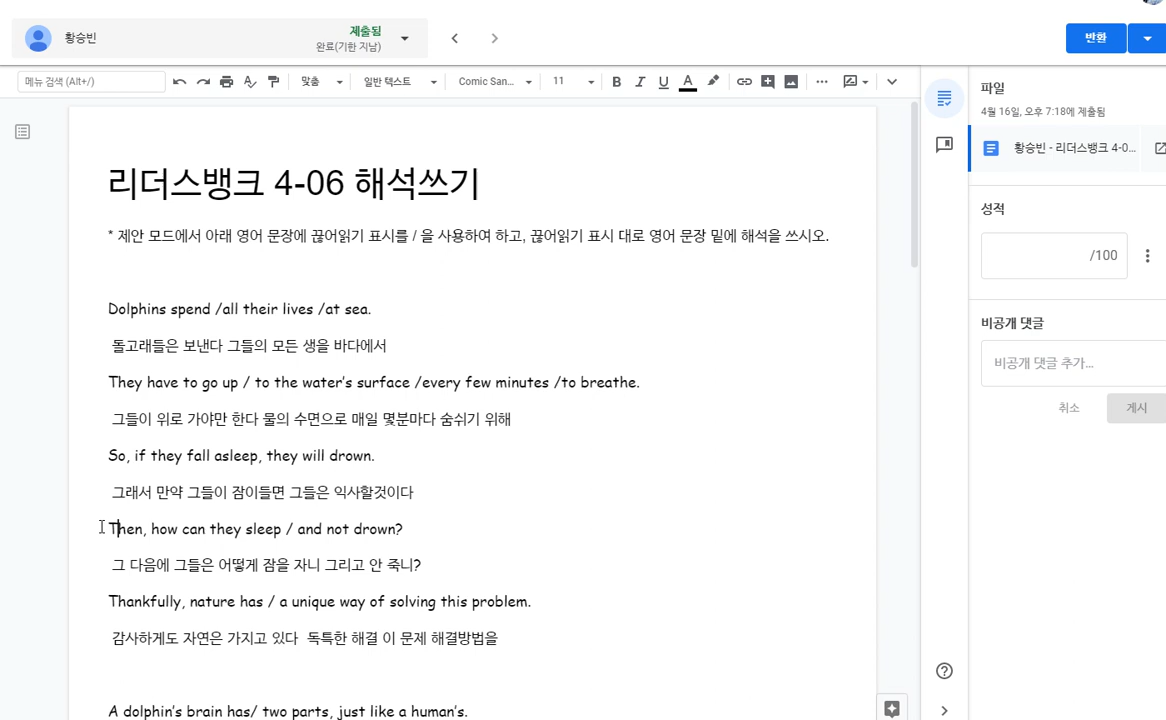 황승빈
제출됨
완료(기한 지남)
반환
메뉴 검색 (Alt+/)
맞춤
일반 텍스트
Comic San...
11
B I U A
파일
4월 16일, 오후 7:18에 제출됨
황승빈 - 리더스뱅크 4-0...
성적
/100
비공개 댓글
비공개 댓글 추가...
취소
게시
리더스뱅크 4-06 해석쓰기
* 제안 모드에서 아래 영어 문장에 끊어읽기 표시를 / 을 사용하여 하고, 끊어읽기 표시 대로 영어 문장 밑에 해석을 쓰시오.
Dolphins spend /all their lives /at sea.
돌고래들은 보낸다 그들의 모든 생을 바다에서
They have to go up / to the water's surface /every few minutes /to breathe.
그들이 위로 가야만 한다 물의 수면으로 매일 몇분마다 숨쉬기 위해
So, if they fall asleep, they will drown.
그래서 만약 그들이 잠이들면 그들은 익사할것이다
Then, how can they sleep / and not drown?
그 다음에 그들은 어떻게 잠을 자니 그리고 안 죽니?
Thankfully, nature has / a unique way of solving this problem.
감사하게도 자연은 가지고 있다 독특한 해결 이 문제 해결방법을
A dolphin's brain has/ two parts, just like a human's.